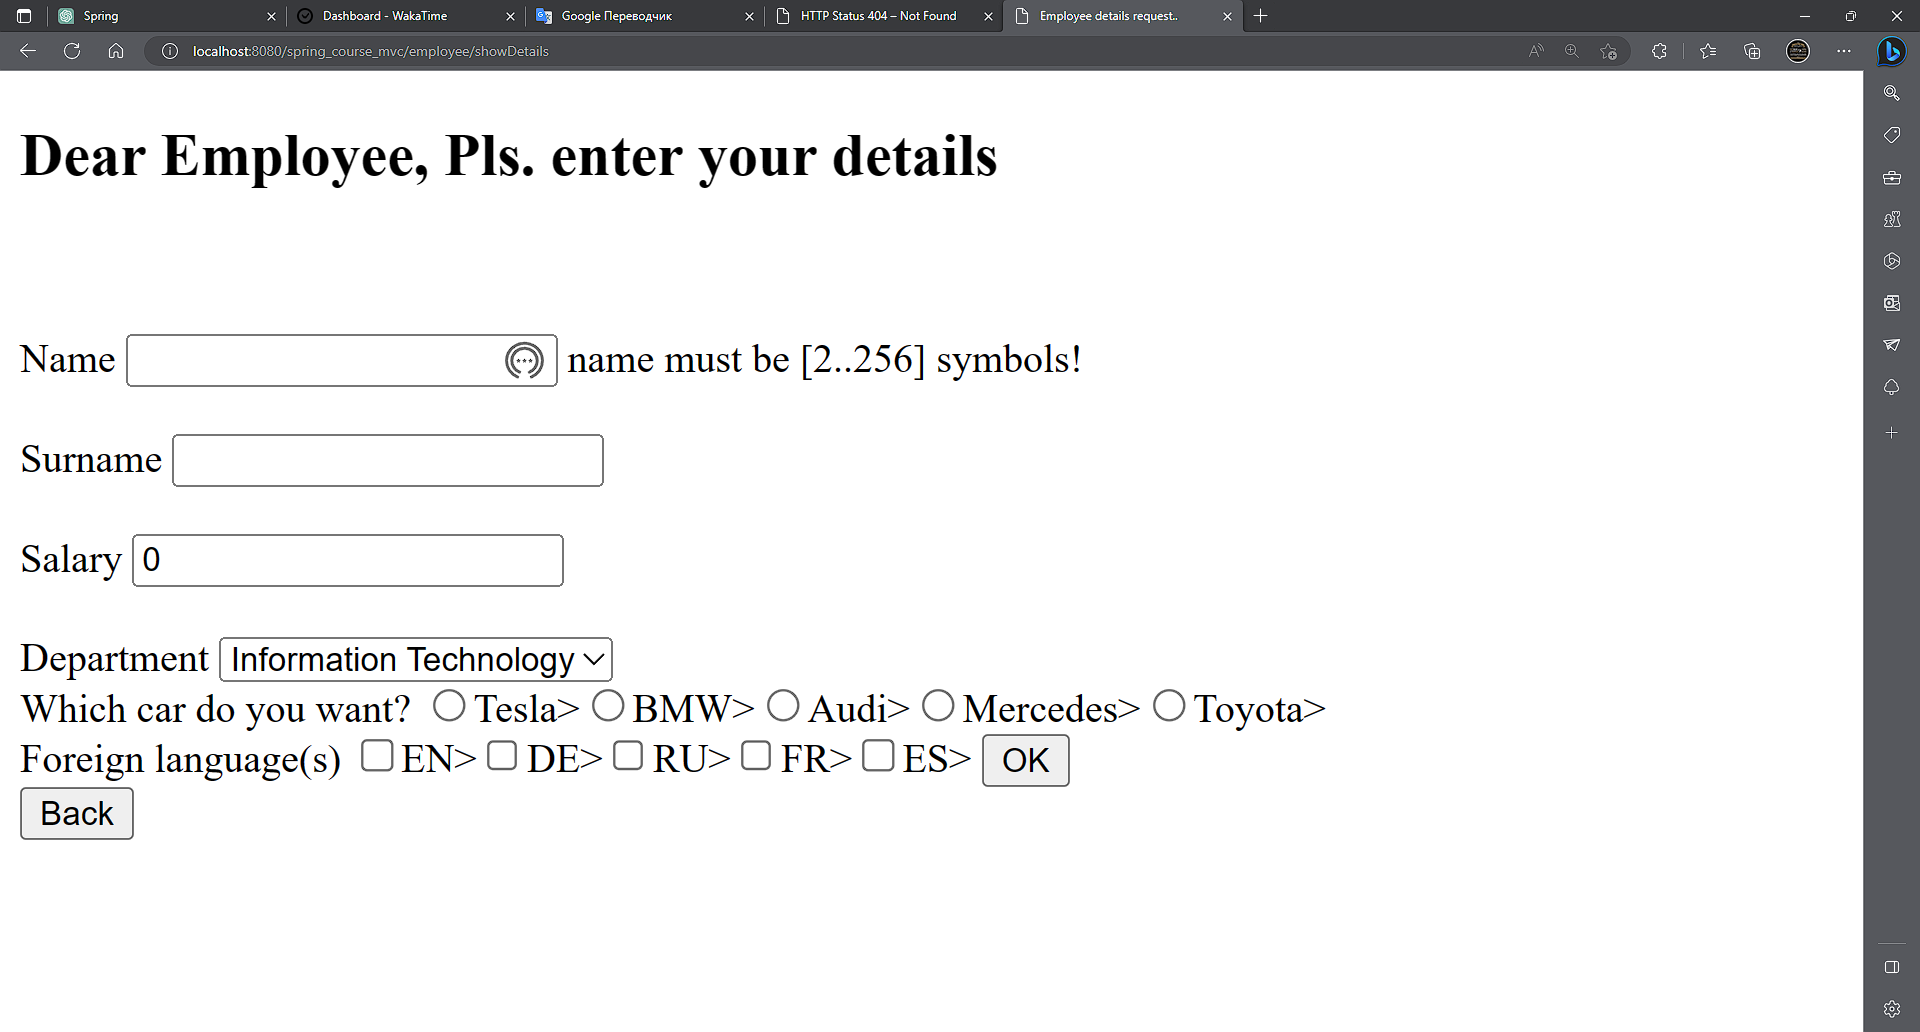 Spring Dashboard - WakaTime Google Переводчик HTTP Status 404 – Not Found Employee details request..
localhost:8080/spring_course_mvc/employee/showDetails
Dear Employee, Pls. enter your details
Name name must be [2..256] symbols!
Surname
Salary 0
Department Information Technology
Which car do you want? Tesla> BMW> Audi> Mercedes> Toyota>
Foreign language(s) EN> DE> RU> FR> ES> OK
Back